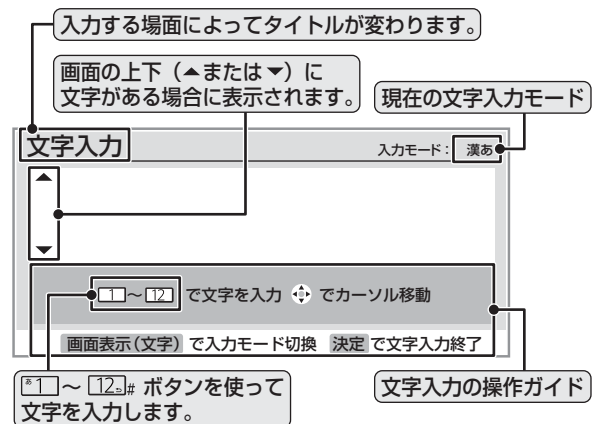 入力する場面によってタイトルが変わります。
画面の上下（▲または▼）に
文字がある場合に表示されます。
現在の文字入力モード
文字入力
入力モード： 漢あ
▲
▼
1～12 で文字を入力 でカーソル移動
画面表示（文字） で入力モード切換 決定 で文字入力終了
1～12# ボタンを使って
文字を入力します。
文字入力の操作ガイド